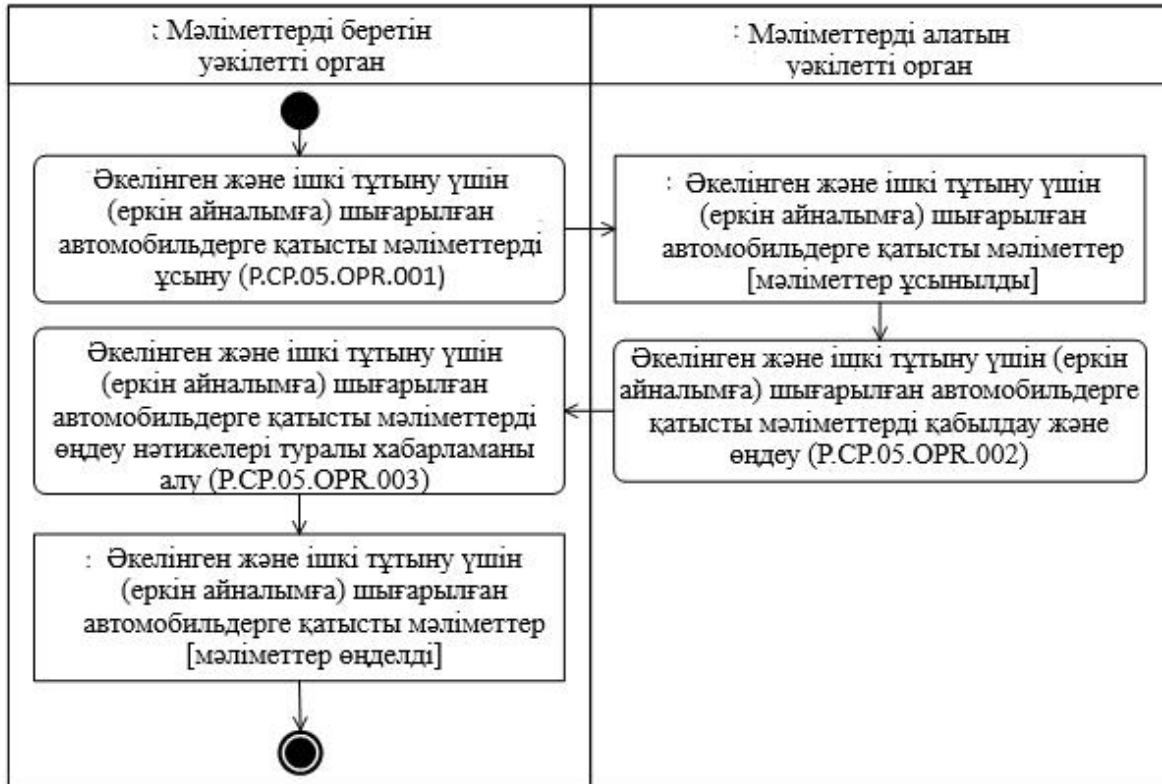 : Мәліметтерді беретін
уәкілетті орган
: Мәліметтерді алатын
уәкілетті орган
Әкелінген және ішкі тұтыну үшін
(еркін айналымға) шығарылған
автомобильдерге қатысты мәліметтерді
ұсыну (P.CP.05.OPR.001)
: Әкелінген және ішкі тұтыну үшін
(еркін айналымға) шығарылған
автомобильдерге қатысты мәліметтер
[мәліметтер ұсынылды]
Әкелінген және ішкі тұтыну үшін (еркін
айналымға) шығарылған автомобильдерге
қатысты мәліметтерді қабылдау және
өңдеу (P.CP.05.OPR.002)
Әкелінген және ішкі тұтыну үшін
(еркін айналымға) шығарылған
автомобильдерге қатысты мәліметтерді
өңдеу нәтижелері туралы хабарламаны
алу (P.CP.05.OPR.003)
: Әкелінген және ішкі тұтыну үшін
(еркін айналымға) шығарылған
автомобильдерге қатысты мәліметтер
[мәліметтер өңделді]